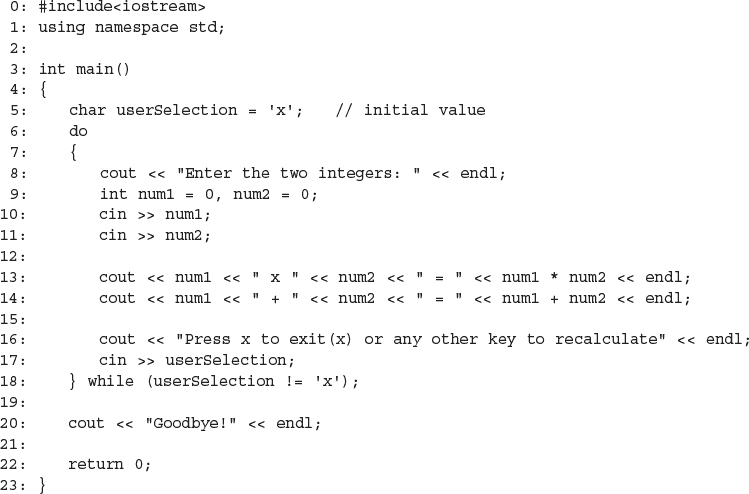 0: #include<iostream>
1: using namespace std;
2:
3: int main()
4: {
5:    char userSelection = 'x';   // initial value
6:    do
7:    {
8:       cout << "Enter the two integers: " << endl;
9:       int num1 = 0, num2 = 0;
10:       cin >> num1;
11:       cin >> num2;
12:
13:       cout << num1 << " x " << num2 << " = " << num1 * num2 << endl;
14:       cout << num1 << " + " << num2 << " = " << num1 + num2 << endl;
15:
16:       cout << "Press x to exit(x) or any other key to recalculate" << endl;
17:       cin >> userSelection;
18:    } while (userSelection != 'x');
19:
20:    cout << "Goodbye!" << endl;
21:
22:    return 0;
23: }